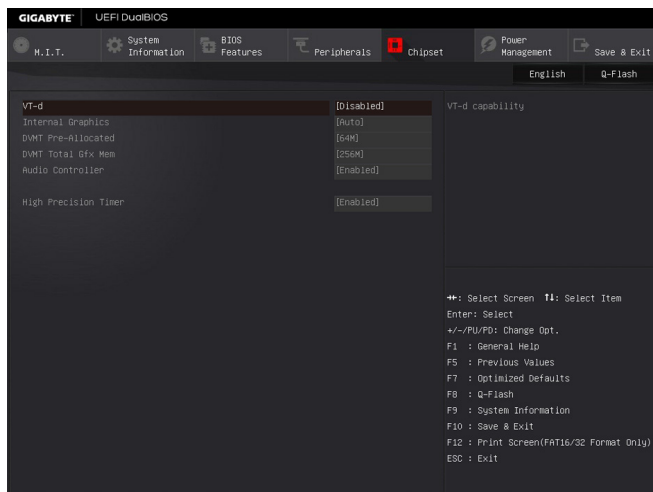 GIGABYTE™ UEFI DualBIOS
M.I.T.
System
Information
BIOS
Features
Peripherals
Chipset
Power
Management
Save & Exit
English Q-Flash
VT-d [Disabled]
Internal Graphics [Auto]
DVMT Pre-Allocated [64M]
DVMT Total Gfx Mem [256M]
Audio Controller [Enabled]
High Precision Timer [Enabled]
VT-d capability
→←: Select Screen ↑↓: Select Item
Enter: Select
+/-/PU/PD: Change Opt.
F1 : General Help
F5 : Previous Values
F7 : Optimized Defaults
F8 : Q-Flash
F9 : System Information
F10 : Save & Exit
F12 : Print Screen(FAT16/32 Format Only)
ESC : Exit